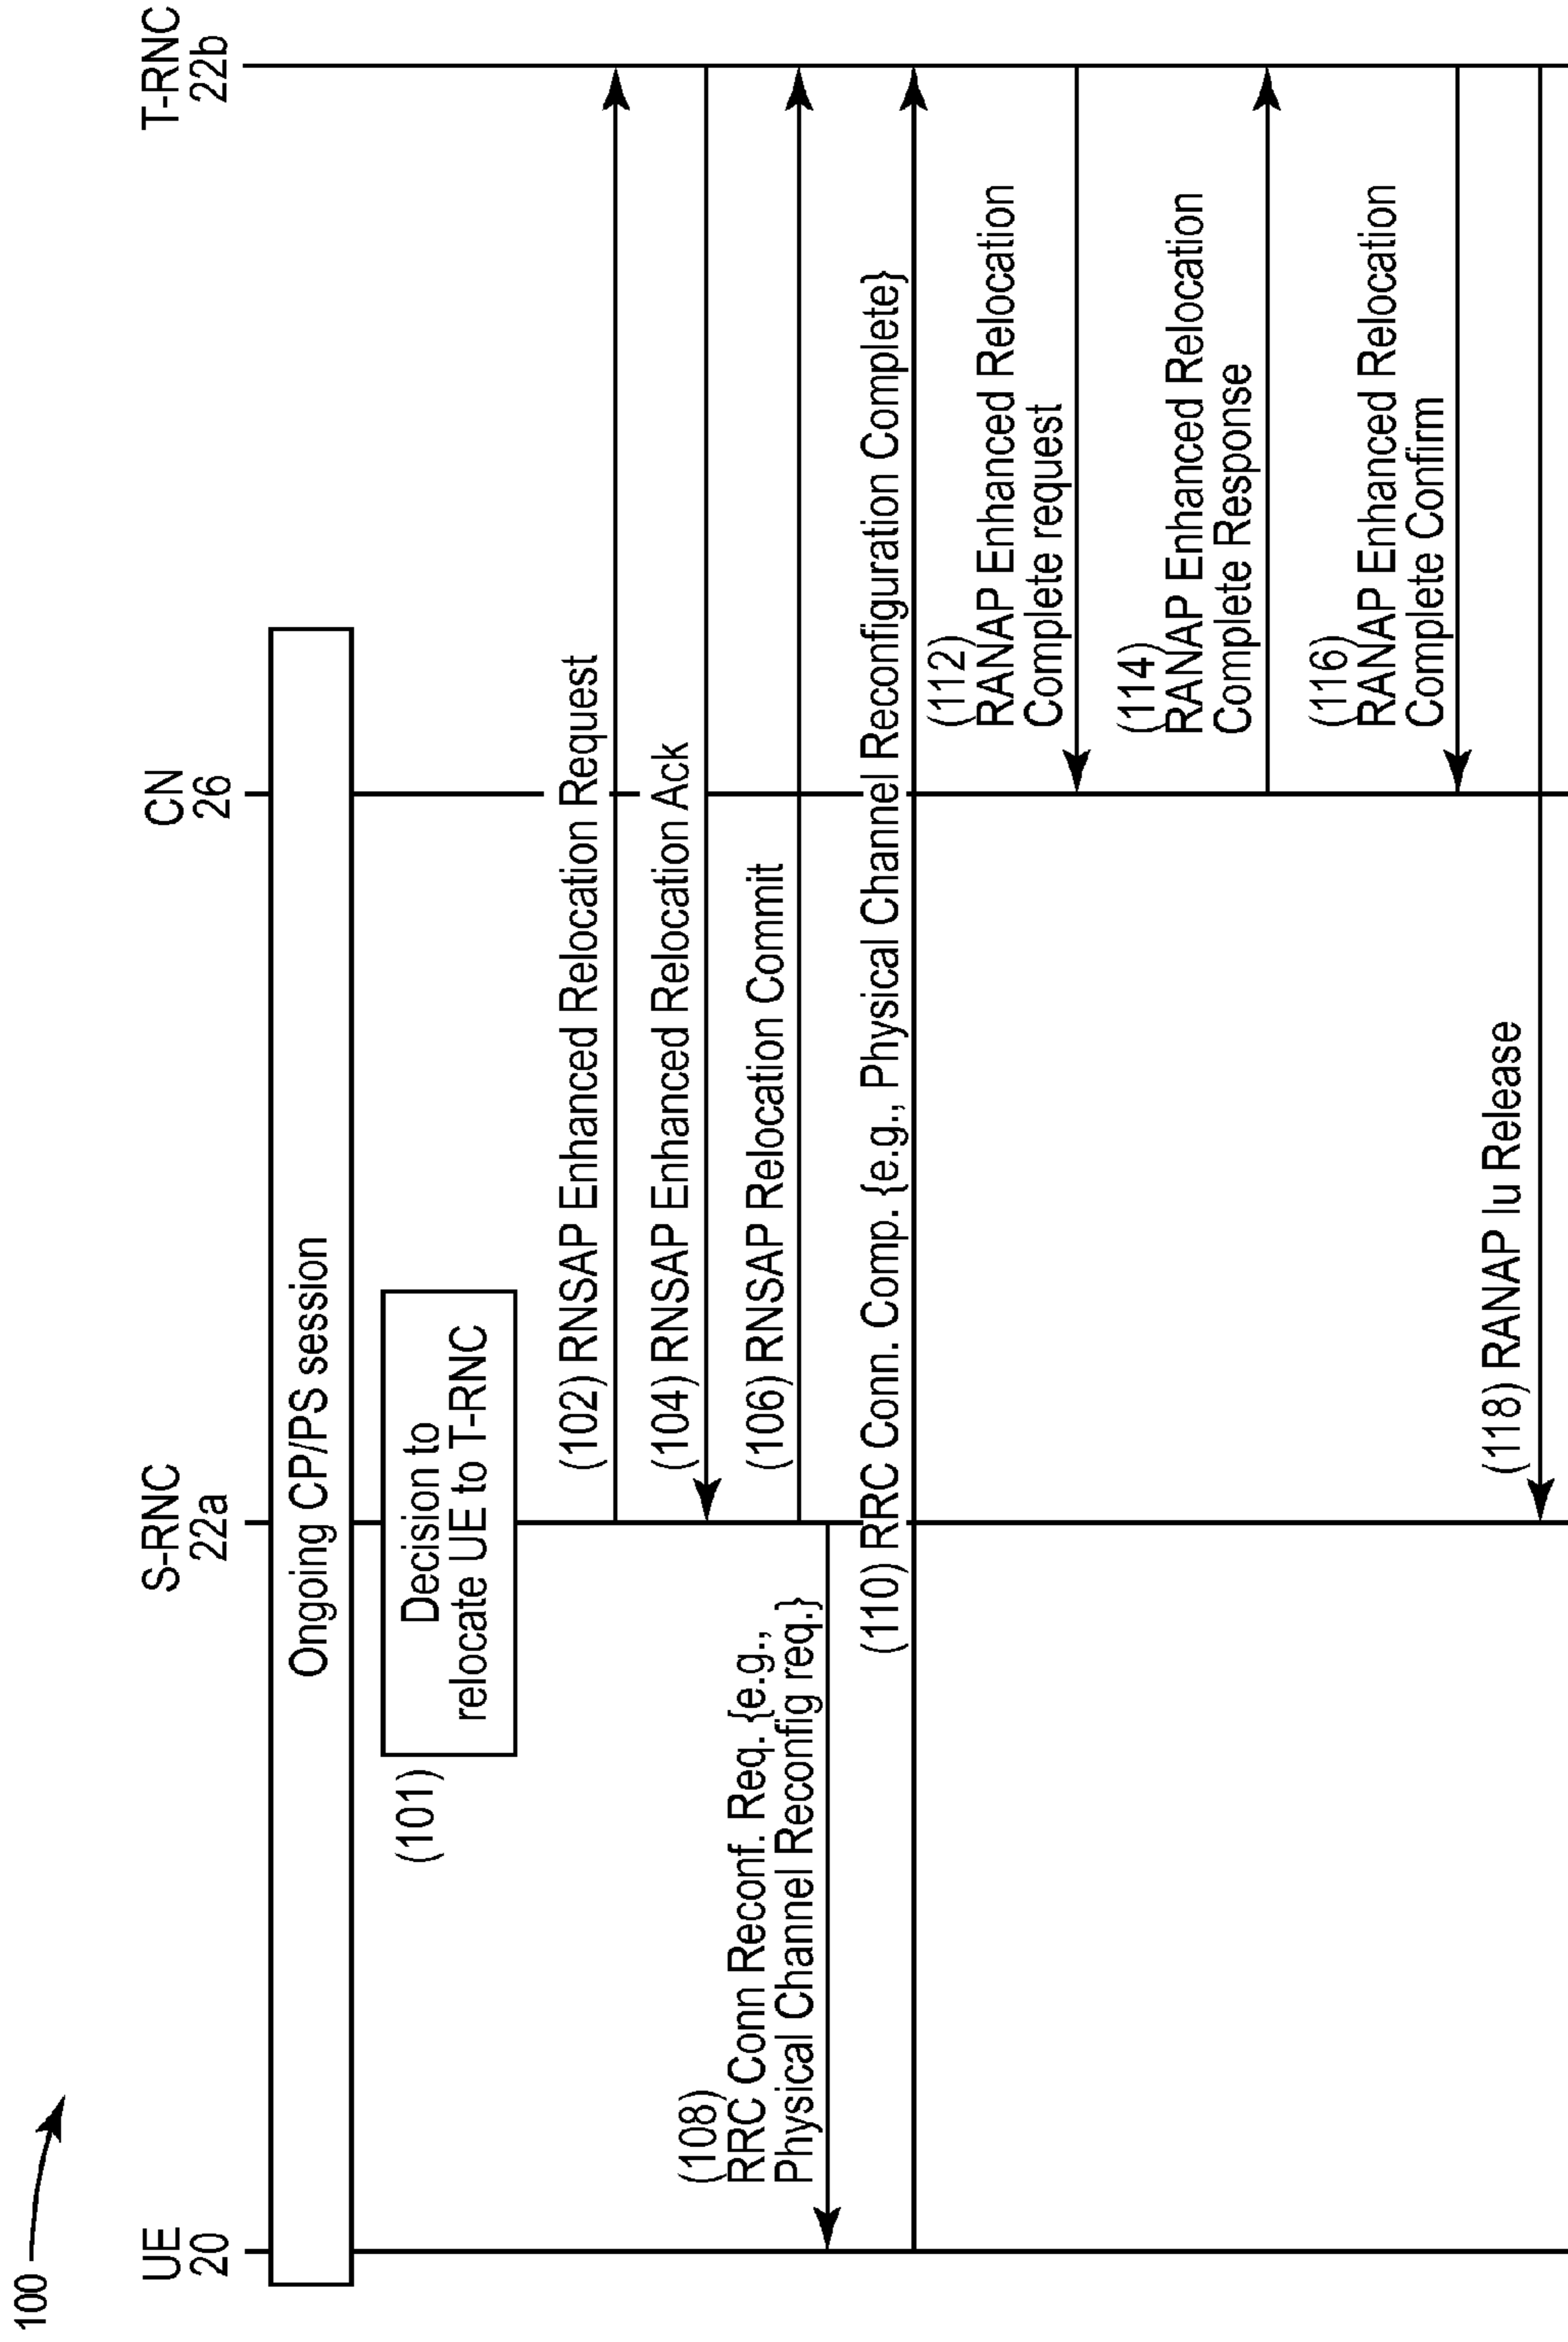 100
UE
20
S-RNC
22a
CN
26
T-RNC
22b
Ongoing CP/PS session
(101)
Decision to
relocate UE to T-RNC
(102) RNSAP Enhanced Relocation Request
(104) RNSAP Enhanced Relocation Ack
(106) RNSAP Relocation Commit
(108)
RRC Conn Reconf. Req. {e.g.,
Physical Channel Reconfig req.}
(110) RRC Conn. Comp. {e.g., Physical Channel Reconfiguration Complete}
(112)
RANAP Enhanced Relocation
Complete request
(114)
RANAP Enhanced Relocation
Complete Response
(116)
RANAP Enhanced Relocation
Complete Confirm
(118) RANAP Iu Release